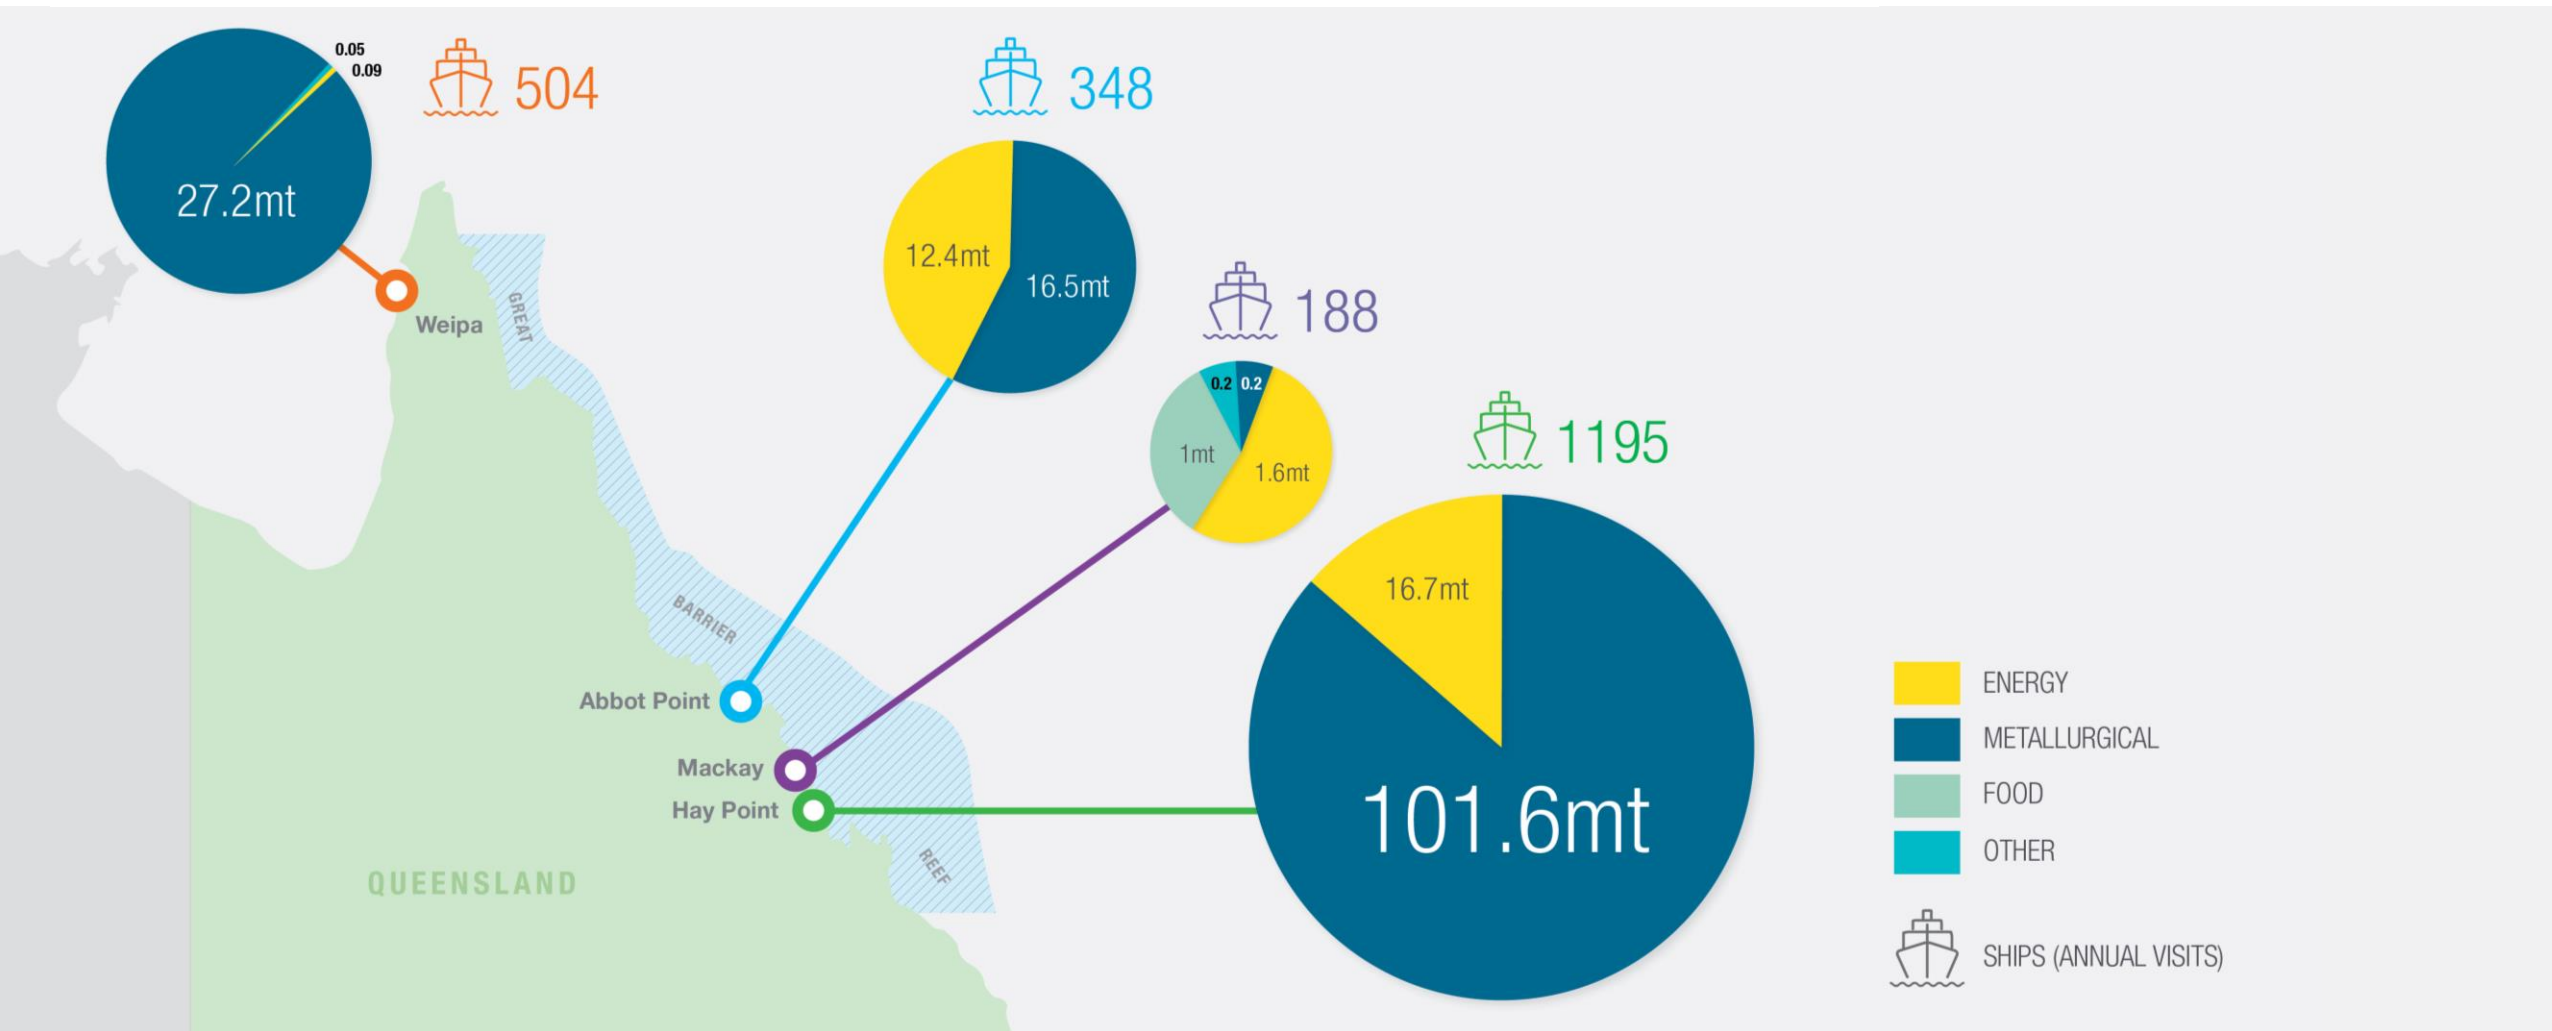 0.05
0.09
504
27.2mt
Weipa
GREAT
348
12.4mt
16.5mt
188
0.2 0.2
1mt
1.6mt
1195
16.7mt
101.6mt
BARRIER
Abbot Point
Mackay
Hay Point
REEF
QUEENSLAND
ENERGY
METALLURGICAL
FOOD
OTHER
SHIPS (ANNUAL VISITS)